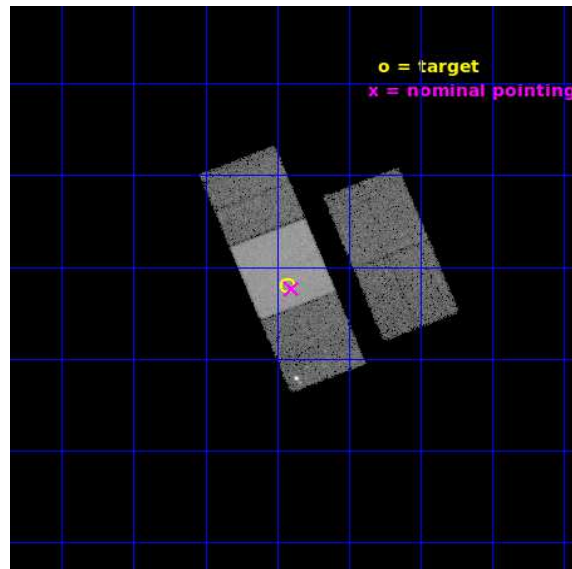 o = target
x = nominal pointing